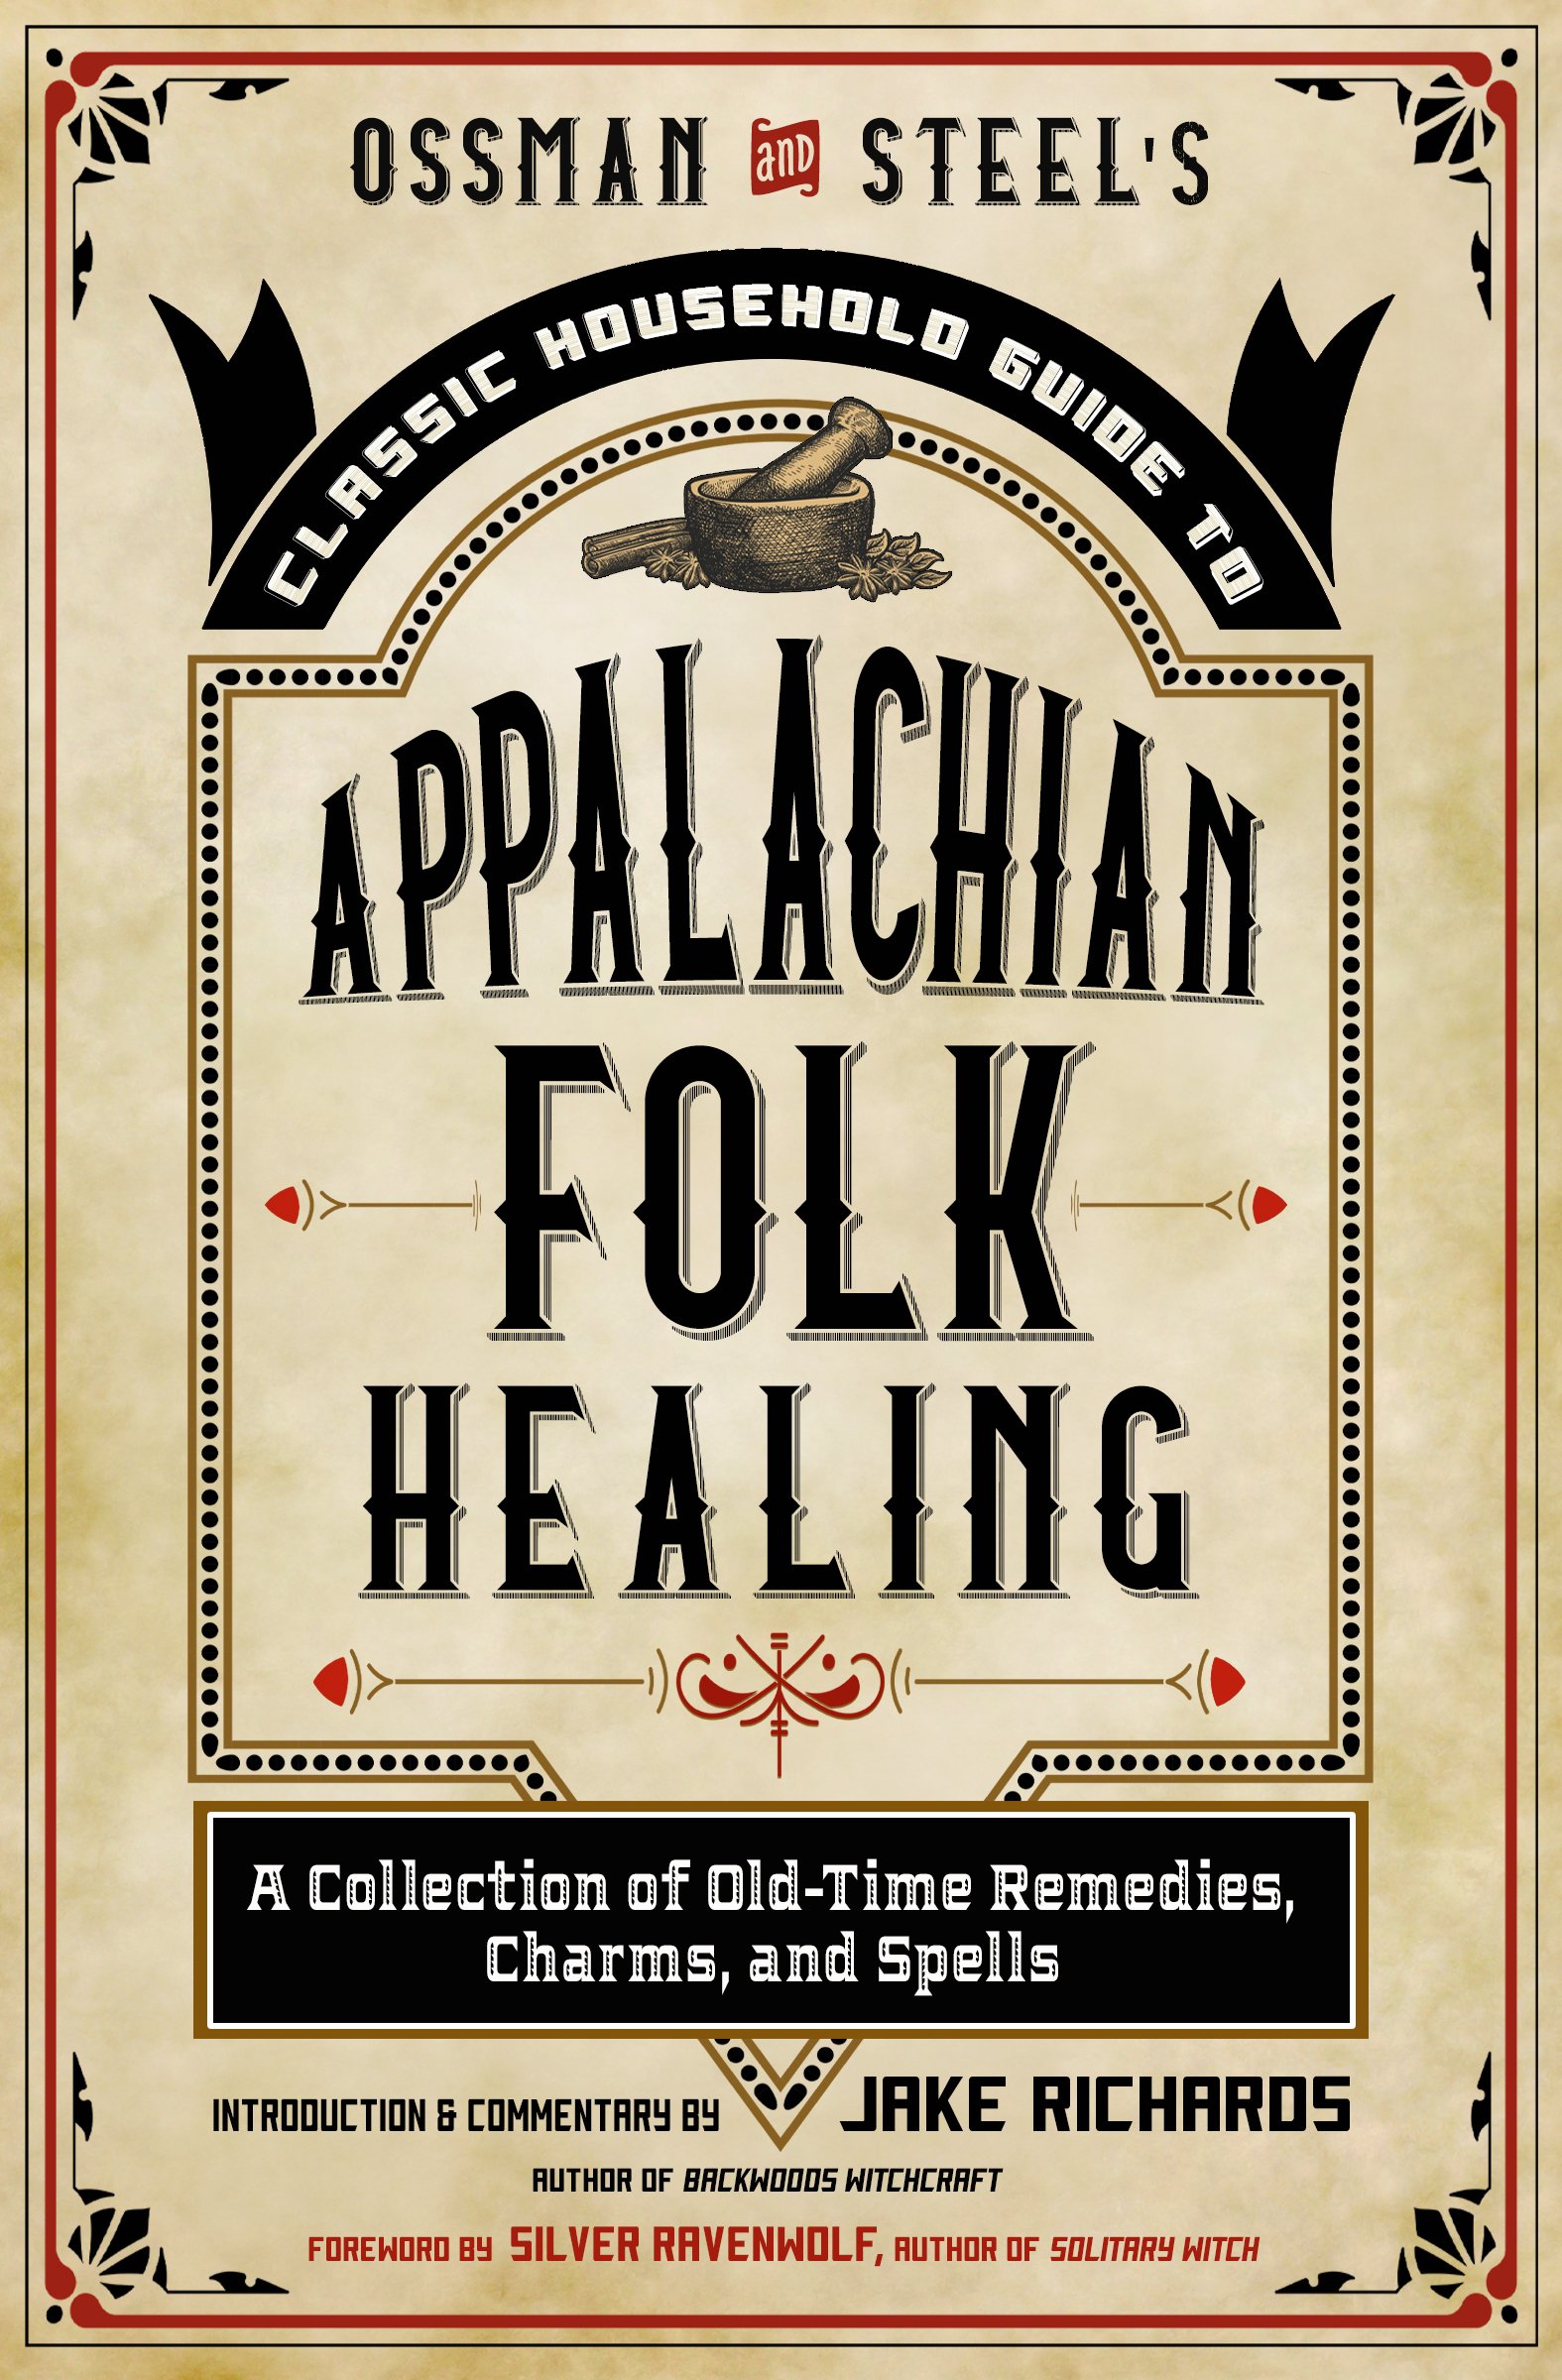 OSSMAN and STEEL'S
CLASSIC HOUSEHOLD GUIDE TO
APPALACHIAN
FOLK
HEALING
A Collection of Old-Time Remedies,
Charms, and Spells
INTRODUCTION & COMMENTARY BY JAKE RICHARDS
AUTHOR OF BACKWOODS WITCHCRAFT
FOREWORD BY SILVER RAVENWOLF, AUTHOR OF SOLITARY WITCH